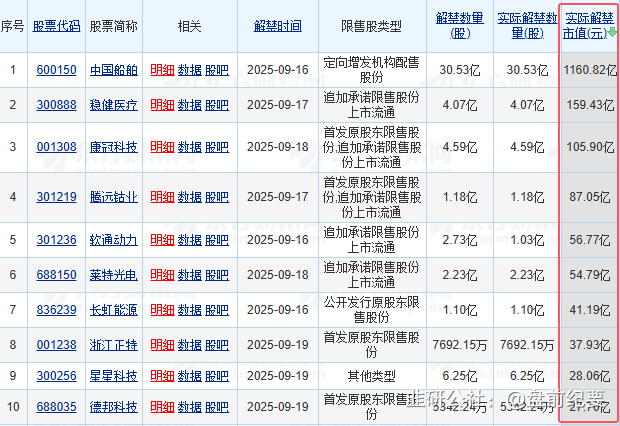 序号 股票代码 股票简称 相关 解禁时间 限售股类型 解禁数量(股) 实际解禁数量(股) 实际解禁市值(元)
1 600150 中国船舶 明细 数据 股吧 2025-09-16 定向增发机构配售股份 30.53亿 30.53亿 1160.82亿
2 300888 稳健医疗 明细 数据 股吧 2025-09-17 追加承诺限售股份上市流通 4.07亿 4.07亿 159.43亿
3 001308 康冠科技 明细 数据 股吧 2025-09-18 首发原股东限售股份,追加承诺限售股份上市流通 4.59亿 4.59亿 105.90亿
4 301219 腾远钴业 明细 数据 股吧 2025-09-17 首发原股东限售股份,追加承诺限售股份上市流通 1.18亿 1.18亿 87.05亿
5 301236 软通动力 明细 数据 股吧 2025-09-16 追加承诺限售股份上市流通 2.73亿 1.03亿 56.77亿
6 688150 莱特光电 明细 数据 股吧 2025-09-18 追加承诺限售股份上市流通 2.23亿 2.23亿 54.79亿
7 836239 长虹能源 明细 数据 股吧 2025-09-16 公开发行原股东限售股份 1.10亿 1.10亿 41.19亿
8 001238 浙江正特 明细 数据 股吧 2025-09-19 首发原股东限售股份 7692.15万 7692.15万 37.93亿
9 300256 星星科技 明细 数据 股吧 2025-09-19 其他类型 6.25亿 6.25亿 28.06亿
10 688035 德邦科技 明细 数据 股吧 2025-09-19 首发原股东限售股份 5342.24万 5342.24万 27.70亿
韭研公社:@盘前纪要